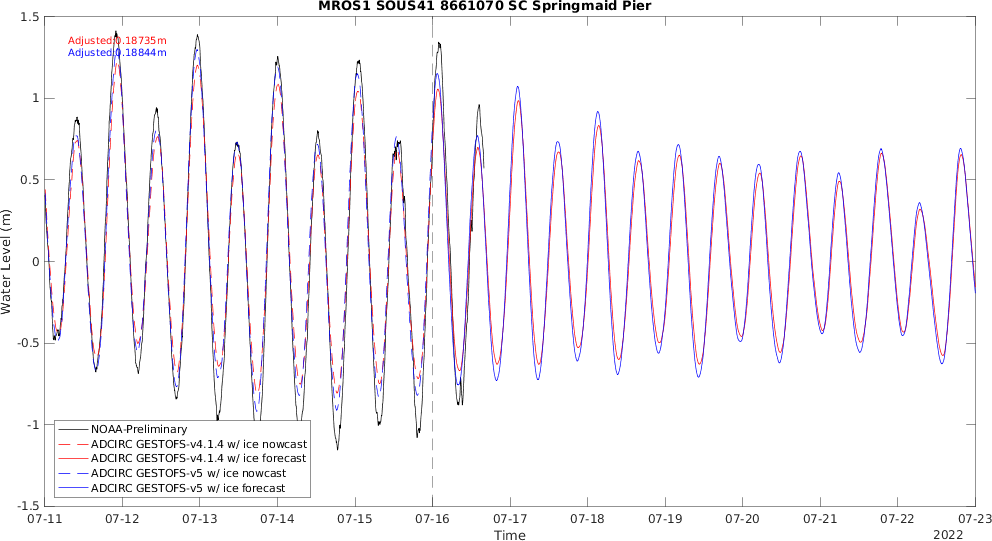 MROS1 SOUS41 8661070 SC Springmaid Pier
Adjusted:0.18735m
Adjusted:0.18844m
Water Level (m)
1.5
1
0.5
0
-0.5
-1
-1.5
NOAA-Preliminary
ADCIRC GESTOFS-v4.1.4 w/ ice nowcast
ADCIRC GESTOFS-v4.1.4 w/ ice forecast
ADCIRC GESTOFS-v5 w/ ice nowcast
ADCIRC GESTOFS-v5 w/ ice forecast
07-11 07-12 07-13 07-14 07-15 07-16 07-17 07-18 07-19 07-20 07-21 07-22 07-23
Time
2022